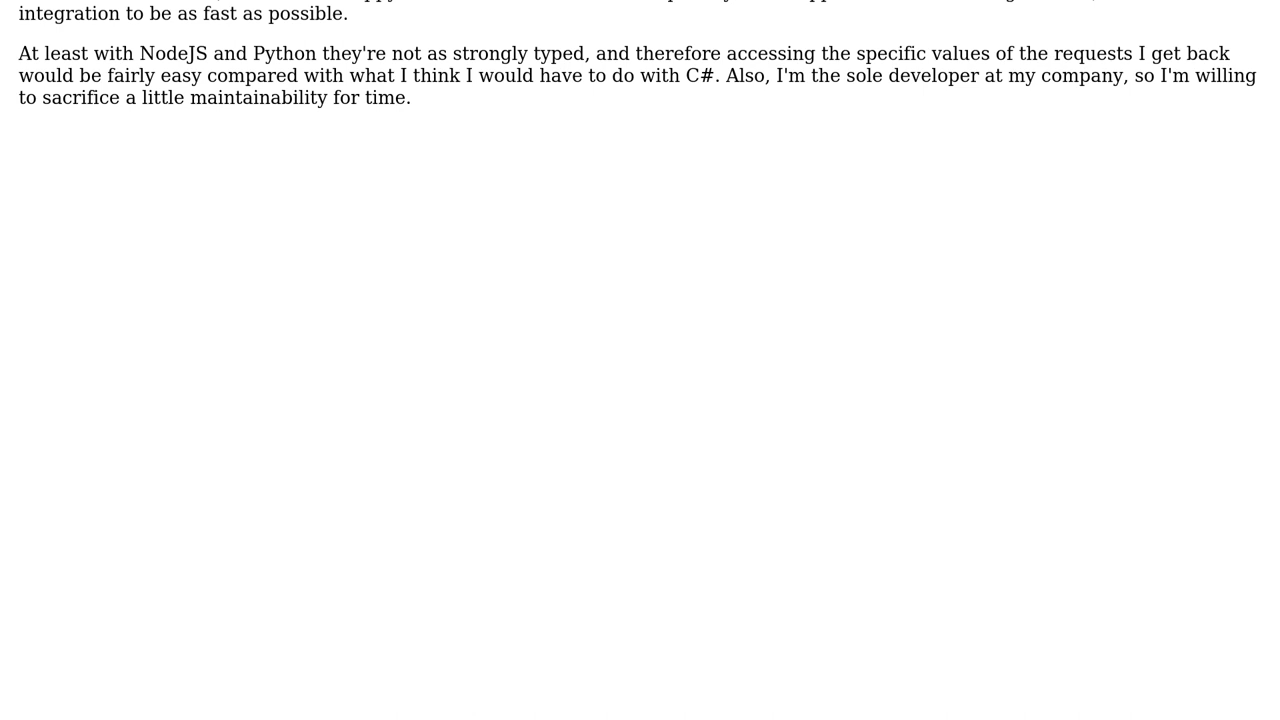 integration to be as fast as possible.
At least with NodeJS and Python they're not as strongly typed, and therefore accessing the specific values of the requests I get back
would be fairly easy compared with what I think I would have to do with C#. Also, I'm the sole developer at my company, so I'm willing
to sacrifice a little maintainability for time.